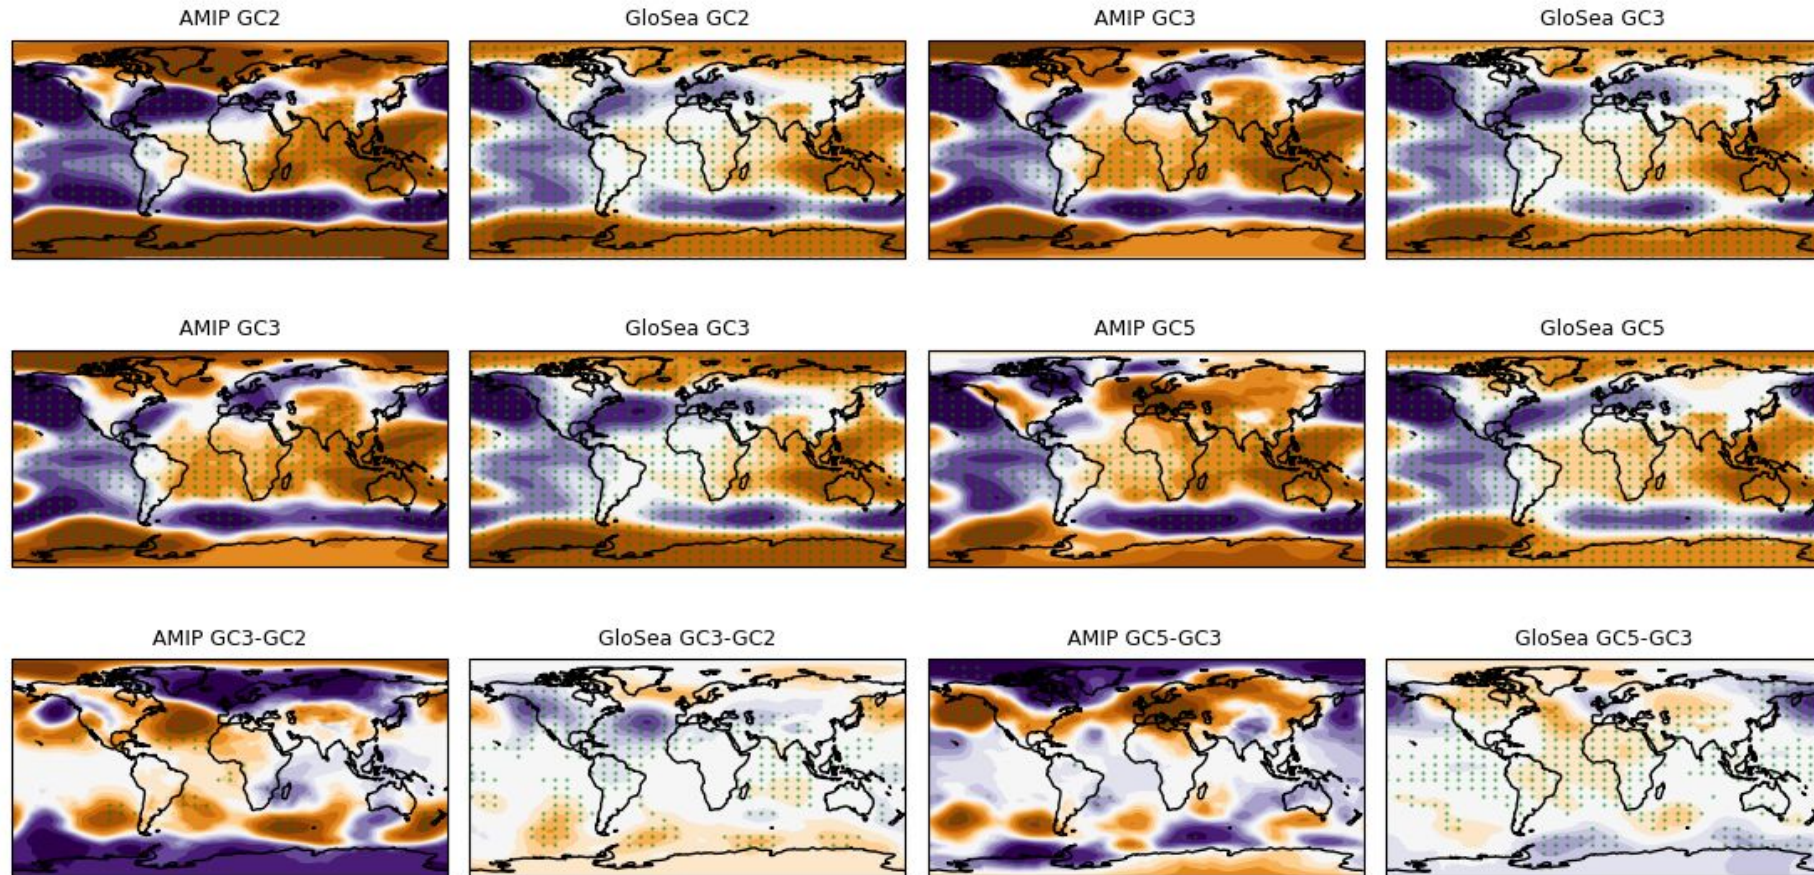 AMIP GC2
GloSea GC2
AMIP GC3
GloSea GC3
AMIP GC3
GloSea GC3
AMIP GC5
GloSea GC5
AMIP GC3-GC2
GloSea GC3-GC2
AMIP GC5-GC3
GloSea GC5-GC3